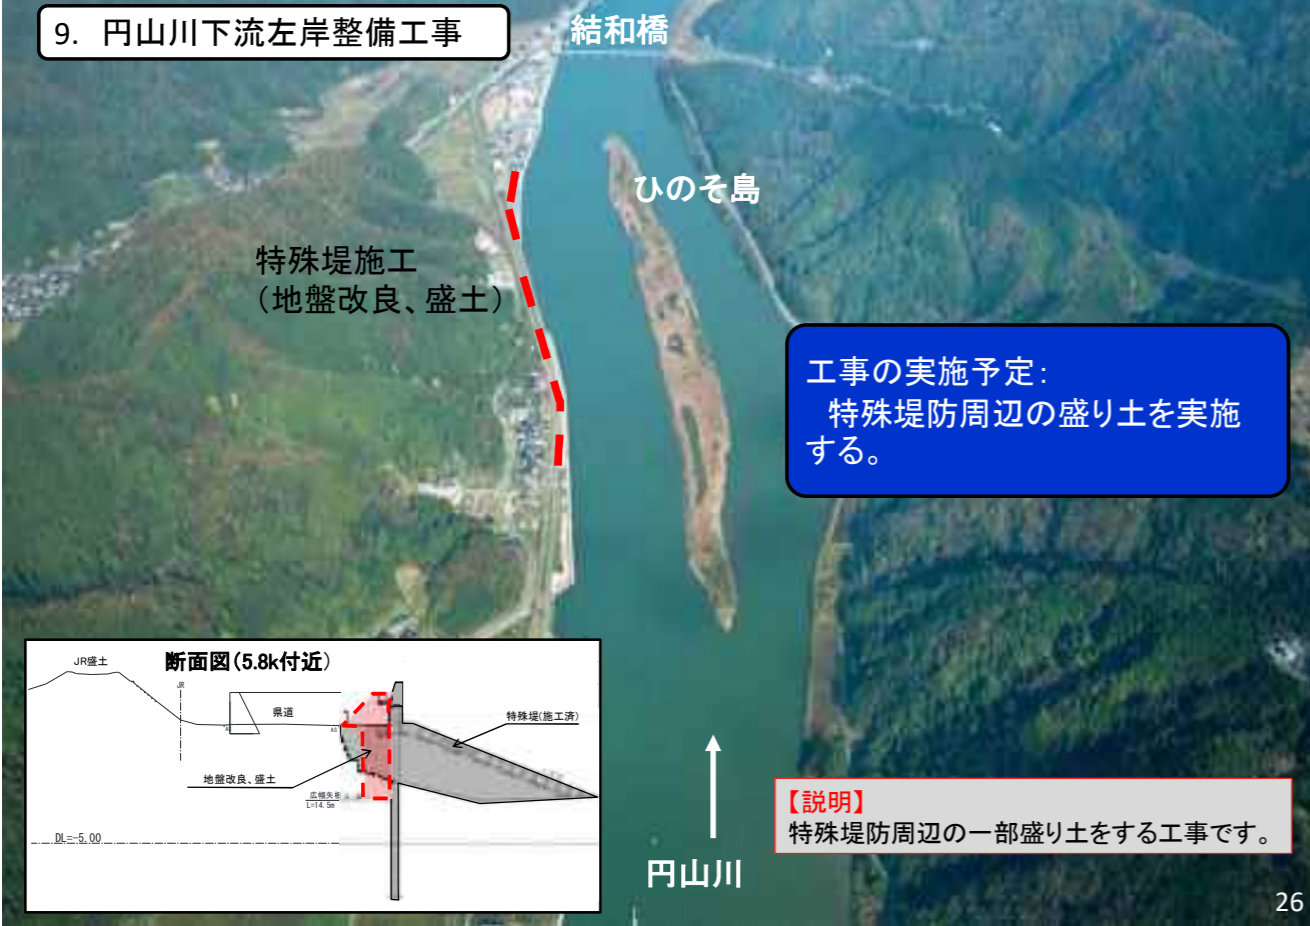 9. 円山川下流左岸整備工事
結和橋
ひのそ島
特殊堤施工
（地盤改良、盛土）
工事の実施予定：
特殊堤防周辺の盛り土を実施
する。
断面図(5.8k付近)
JR盛土
JR
県道
AS
特殊堤(施工済)
地盤改良、盛土
広幅矢板
L=14.5m
DL=-5.00
【説明】
特殊堤防周辺の一部盛り土をする工事です。
円山川
26